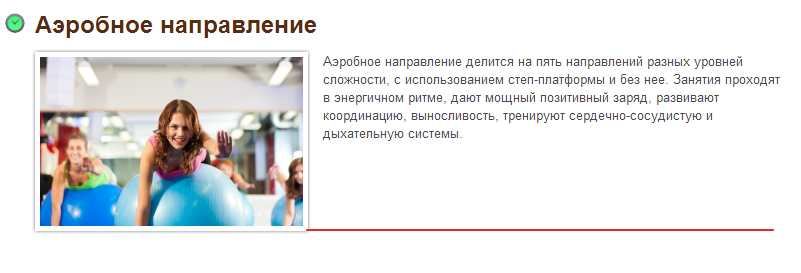 Аэробное направление
Аэробное направление делится на пять направлений разных уровней
сложности, с использованием степ-платформы и без нее. Занятия проходят
в энергичном ритме, дают мощный позитивный заряд, развивают
координацию, выносливость, тренируют сердечно-сосудистую и
дыхательную системы.